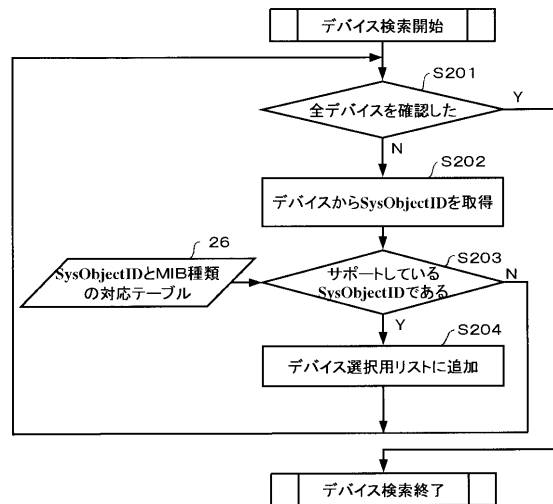 デバイス検索開始
S201
全デバイスを確認した
Y
N
S202
デバイスからSysObjectIDを取得
26
SysObjectIDとMIB種類
の対応テーブル
S203
サポートしている
SysObjectIDである
N
Y
S204
デバイス選択用リストに追加
デバイス検索終了